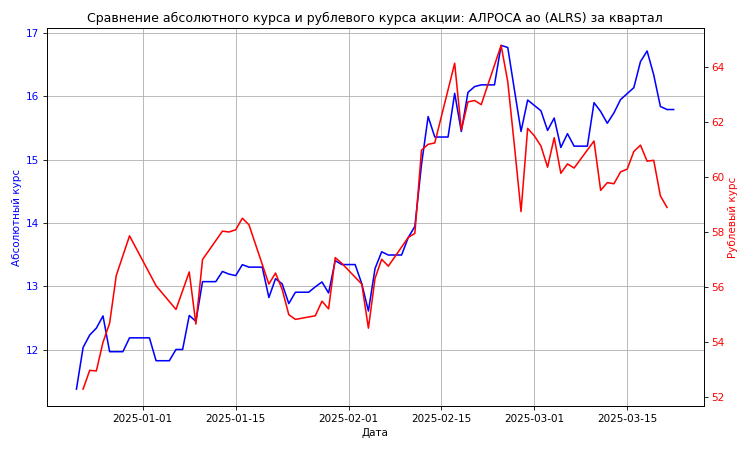 Сравнение абсолютного курса и рублевого курса акции: АЛРОСА ао (ALRS) за квартал
17
16
15
14
13
12
Абсолютный курс
64
62
60
58
56
54
52
Рублевый курс
2025-01-01 2025-01-15 2025-02-01 2025-02-15 2025-03-01 2025-03-15
Дата